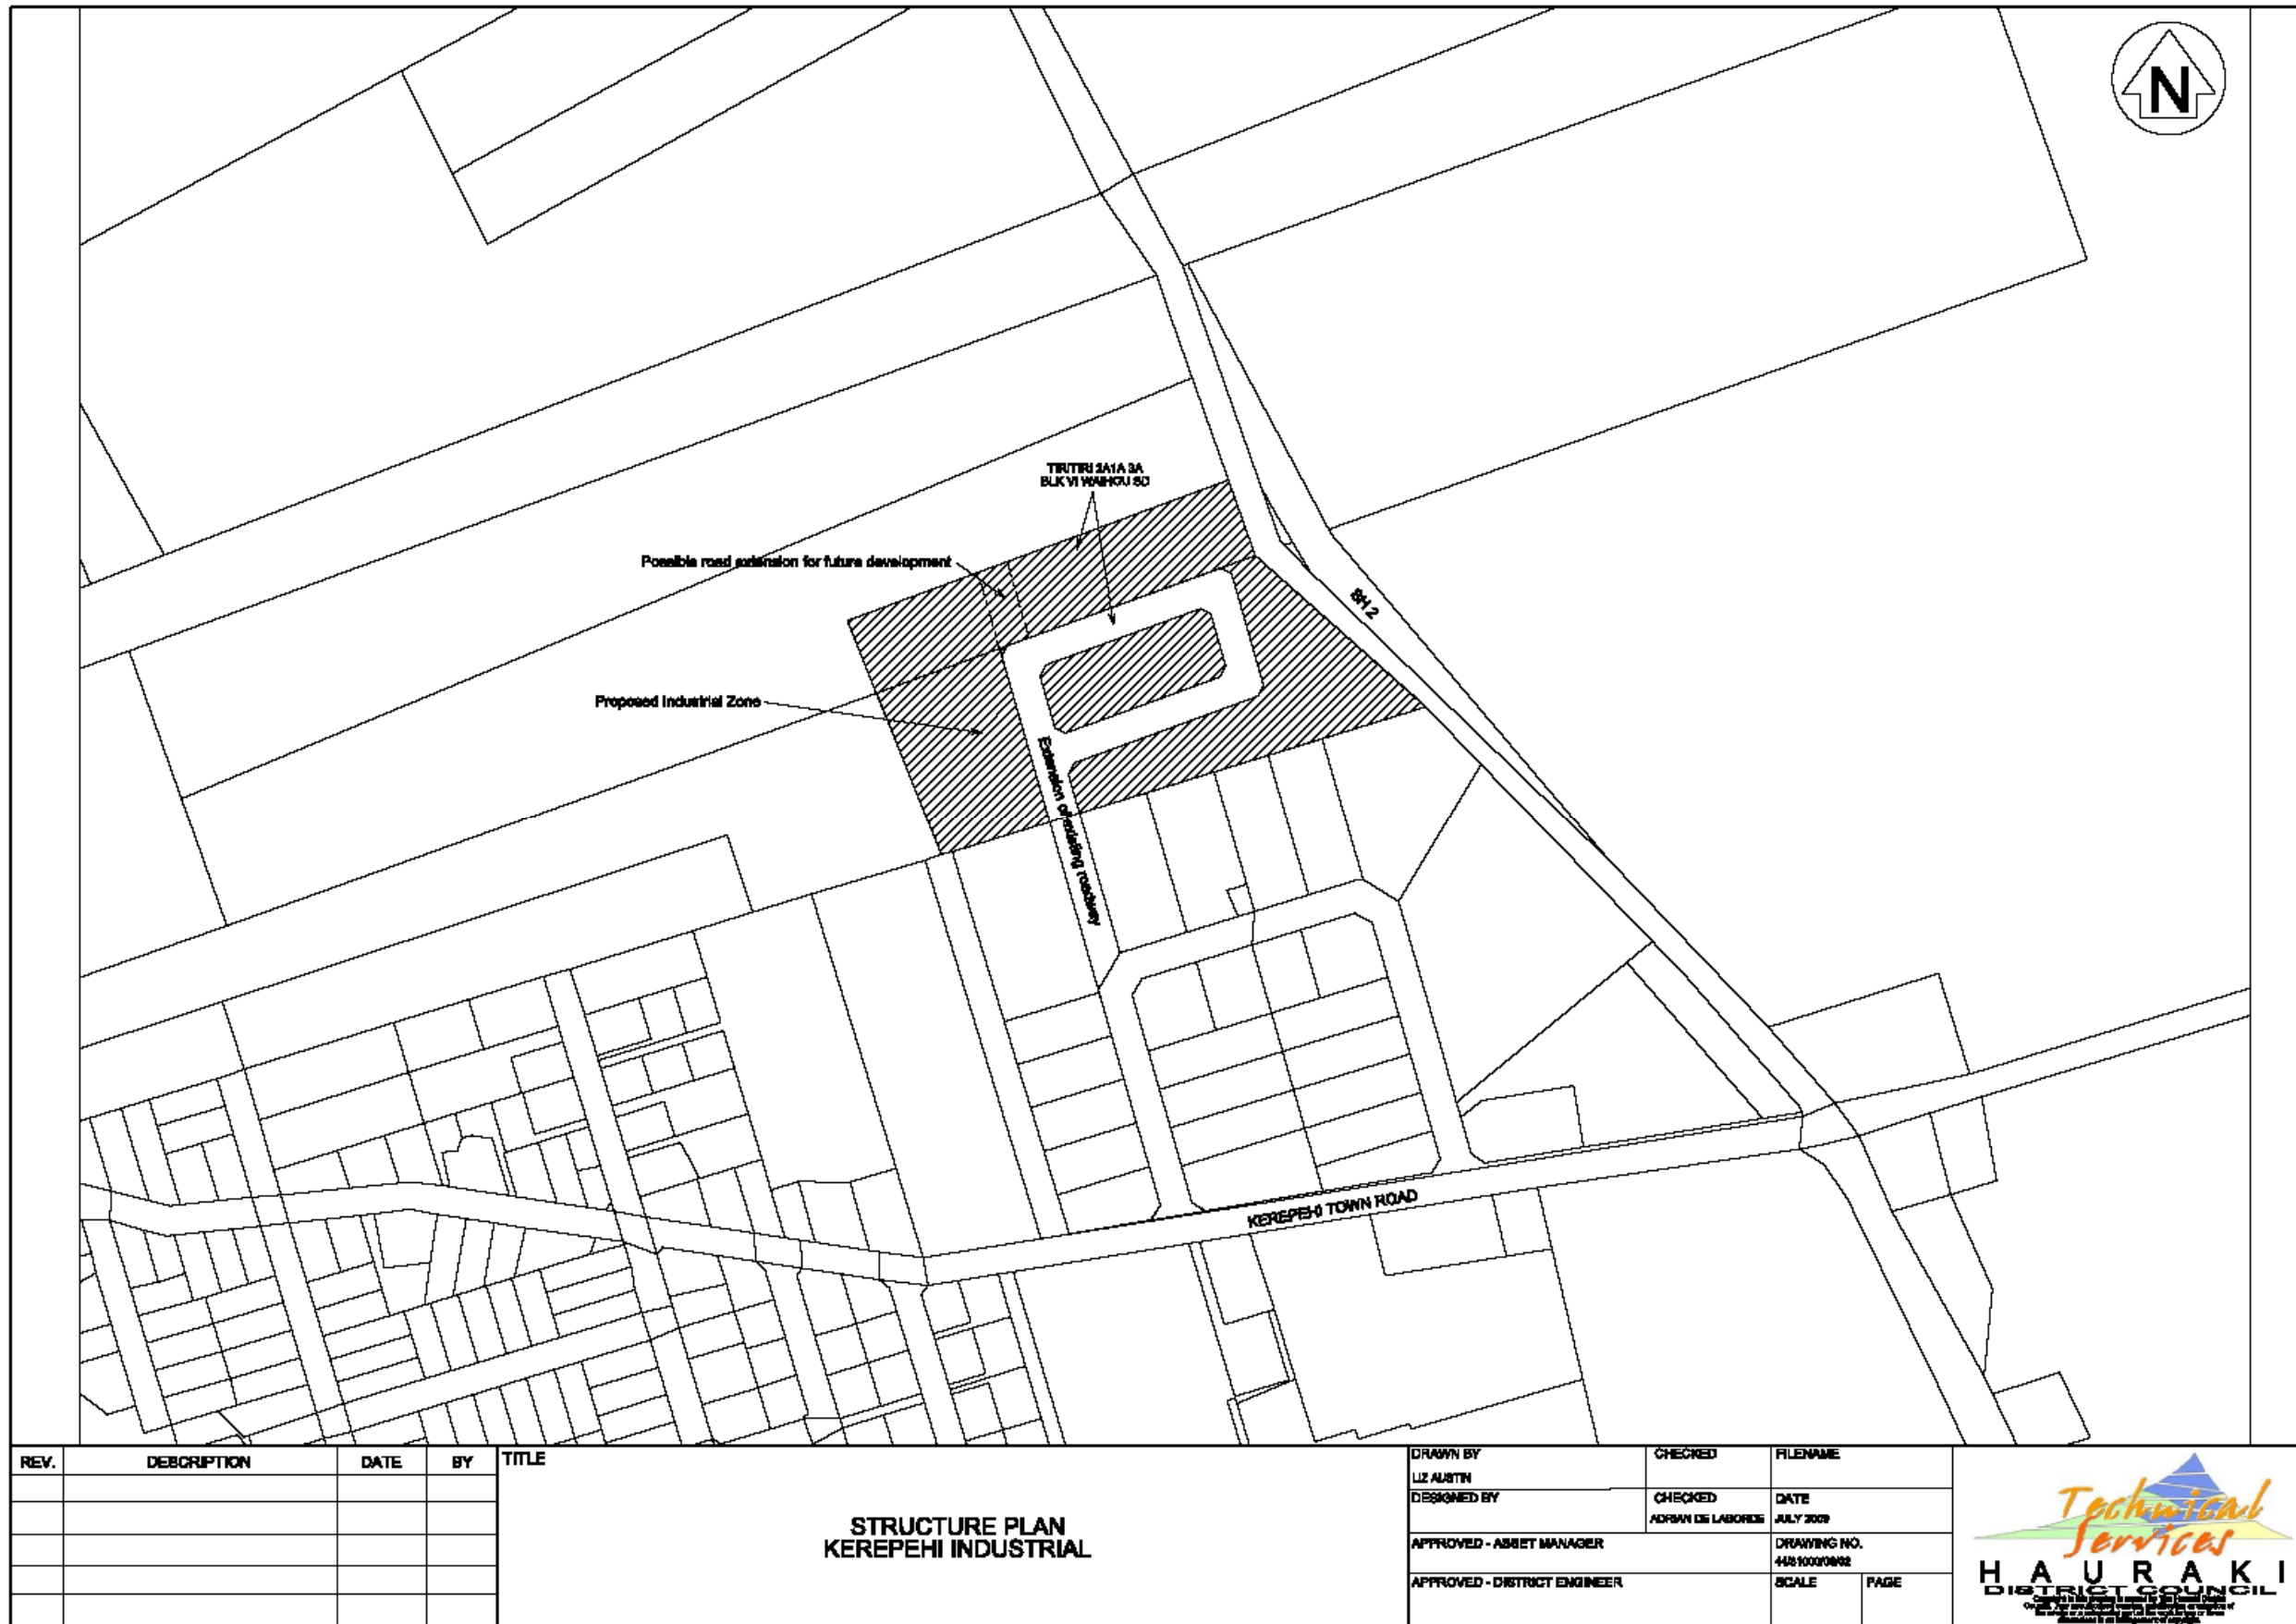 N
TIRITIRI 2A1A 3A
BLK VI WAIHOU SD
Possible road extension for future development
SH 2
Proposed Industrial Zone
Extension of existing roadway
KEREPEHI TOWN ROAD
REV. DESCRIPTION DATE BY
TITLE
STRUCTURE PLAN
KEREPEHI INDUSTRIAL
DRAWN BY
LIZ AUSTIN
CHECKED
FILENAME
DESIGNED BY
CHECKED
ADRIAN DE LABORDE
DATE
JULY 2009
APPROVED - ASSET MANAGER
DRAWING NO.
APPROVED - DISTRICT ENGINEER
SCALE
PAGE
Technical
Services
HAURAKI
DISTRICT COUNCIL